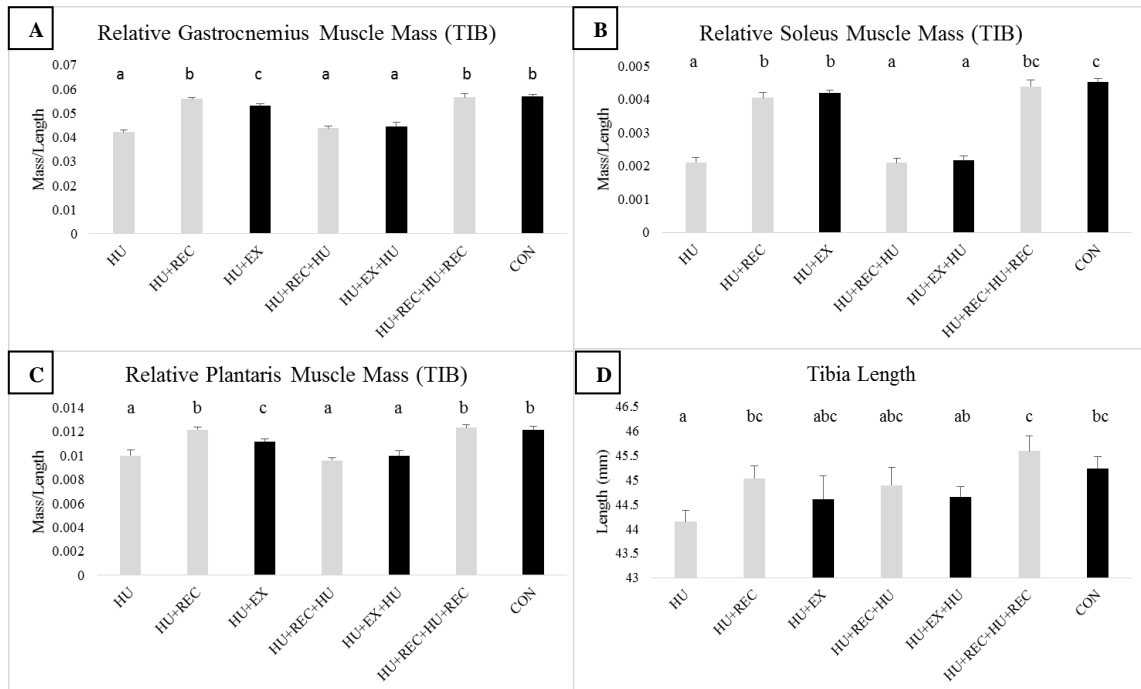 A
Relative Gastrocnemius Muscle Mass (TIB)
a b c a a b b
0.07
0.06
0.05
0.04
0.03
0.02
0.01
0
Mass/Length
HU
HU+REC
HU+EX
HU+REC+HU
HU+EX+HU
HU+REC+HU+REC
CON
B
Relative Soleus Muscle Mass (TIB)
a b b a a bc c
0.005
0.004
0.003
0.002
0.001
0
Mass/Length
HU
HU+REC
HU+EX
HU+REC+HU
HU+EX+HU
HU+REC+HU+REC
CON
C
Relative Plantaris Muscle Mass (TIB)
a b c a a b b
0.014
0.012
0.01
0.008
0.006
0.004
0.002
0
Mass/Length
HU
HU+REC
HU+EX
HU+REC+HU
HU+EX+HU
HU+REC+HU+REC
CON
D
Tibia Length
a bc abc abc ab c bc
46.5
46
45.5
45
44.5
44
43.5
43
Length (mm)
HU
HU+REC
HU+EX
HU+REC+HU
HU+EX+HU
HU+REC+HU+REC
CON